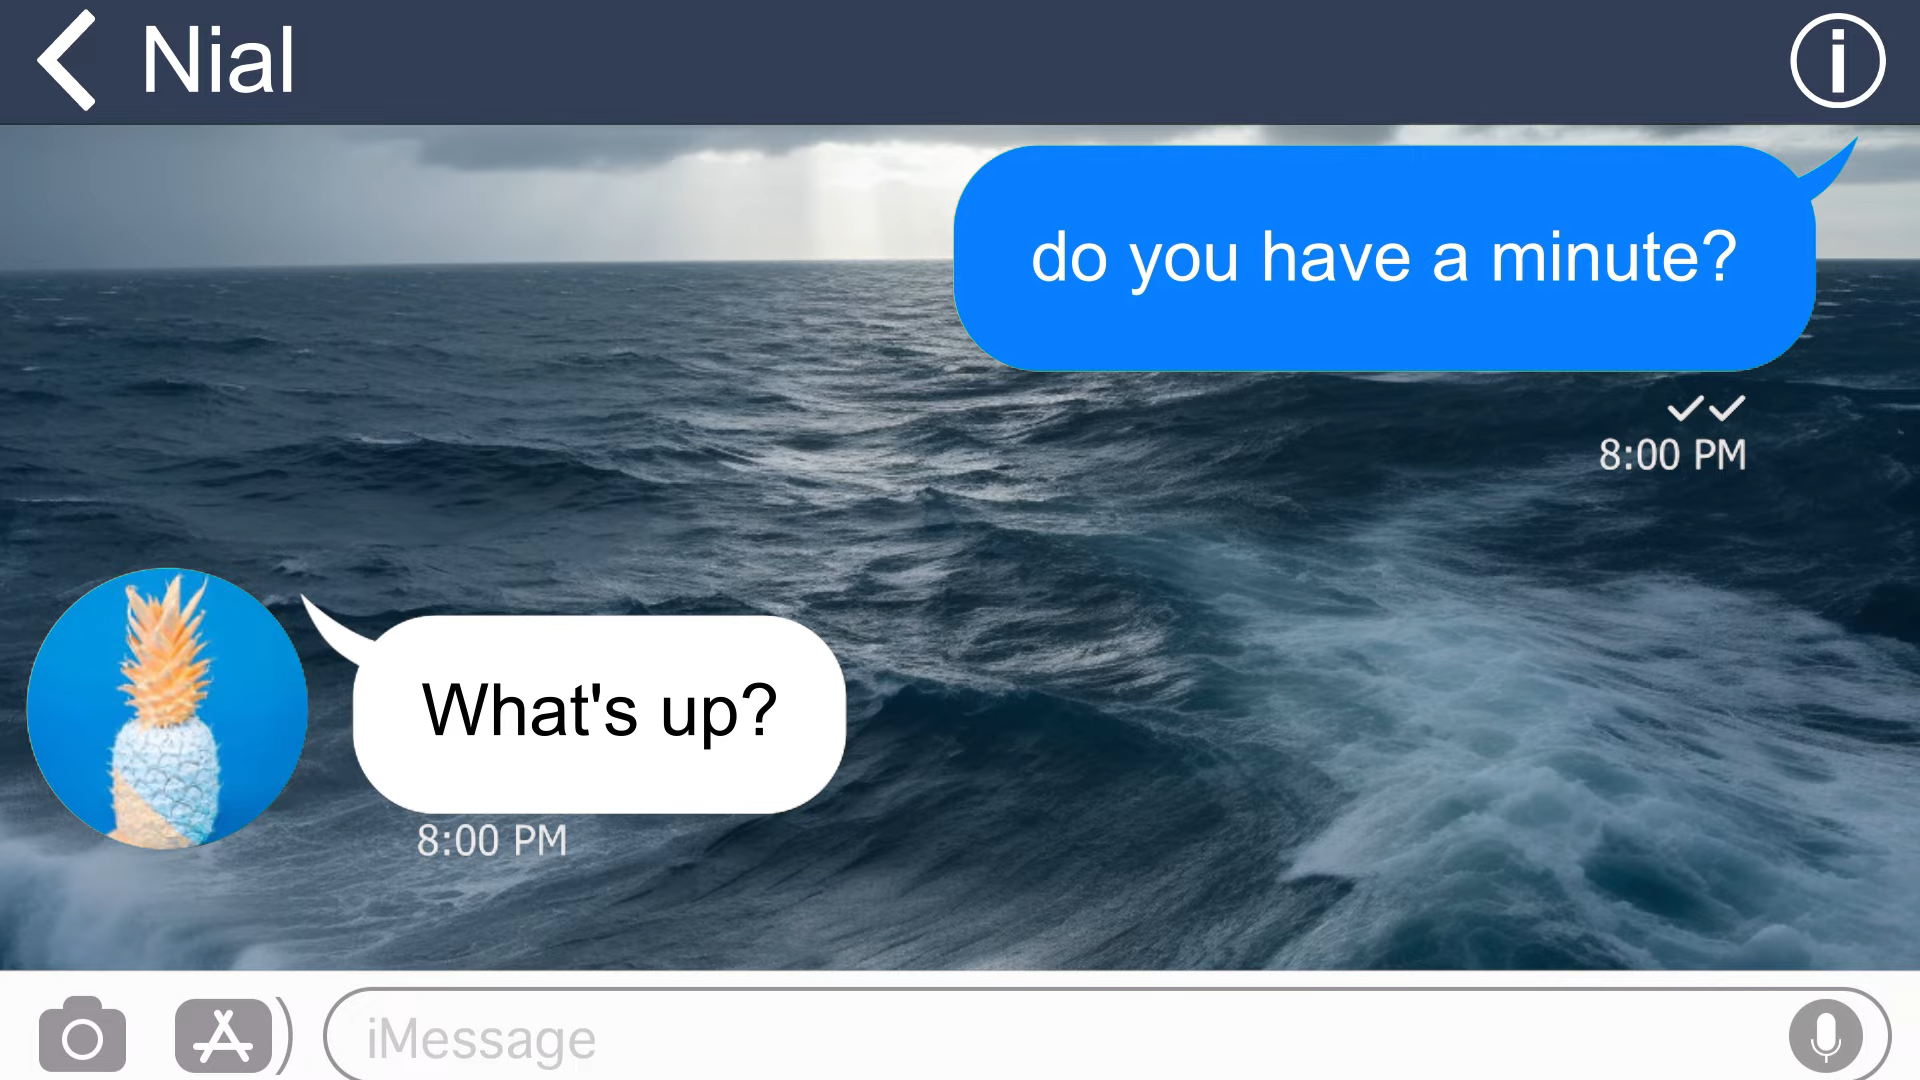 Nial
do you have a minute?
8:00 PM
What's up?
8:00 PM
iMessage